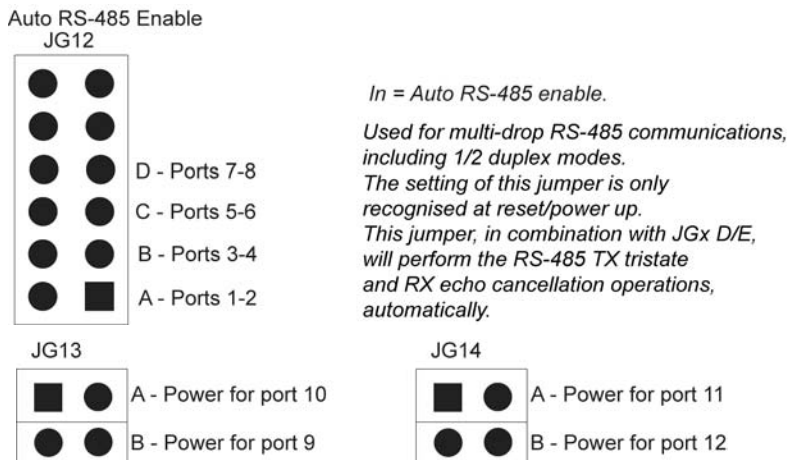 Auto RS-485 Enable
JG12
D - Ports 7-8
C - Ports 5-6
B - Ports 3-4
A - Ports 1-2
In = Auto RS-485 enable.
Used for multi-drop RS-485 communications,
including 1/2 duplex modes.
The setting of this jumper is only
recognised at reset/power up.
This jumper, in combination with JGx D/E,
will perform the RS-485 TX tristate
and RX echo cancellation operations,
automatically.
JG13
A - Power for port 10
B - Power for port 9
JG14
A - Power for port 11
B - Power for port 12